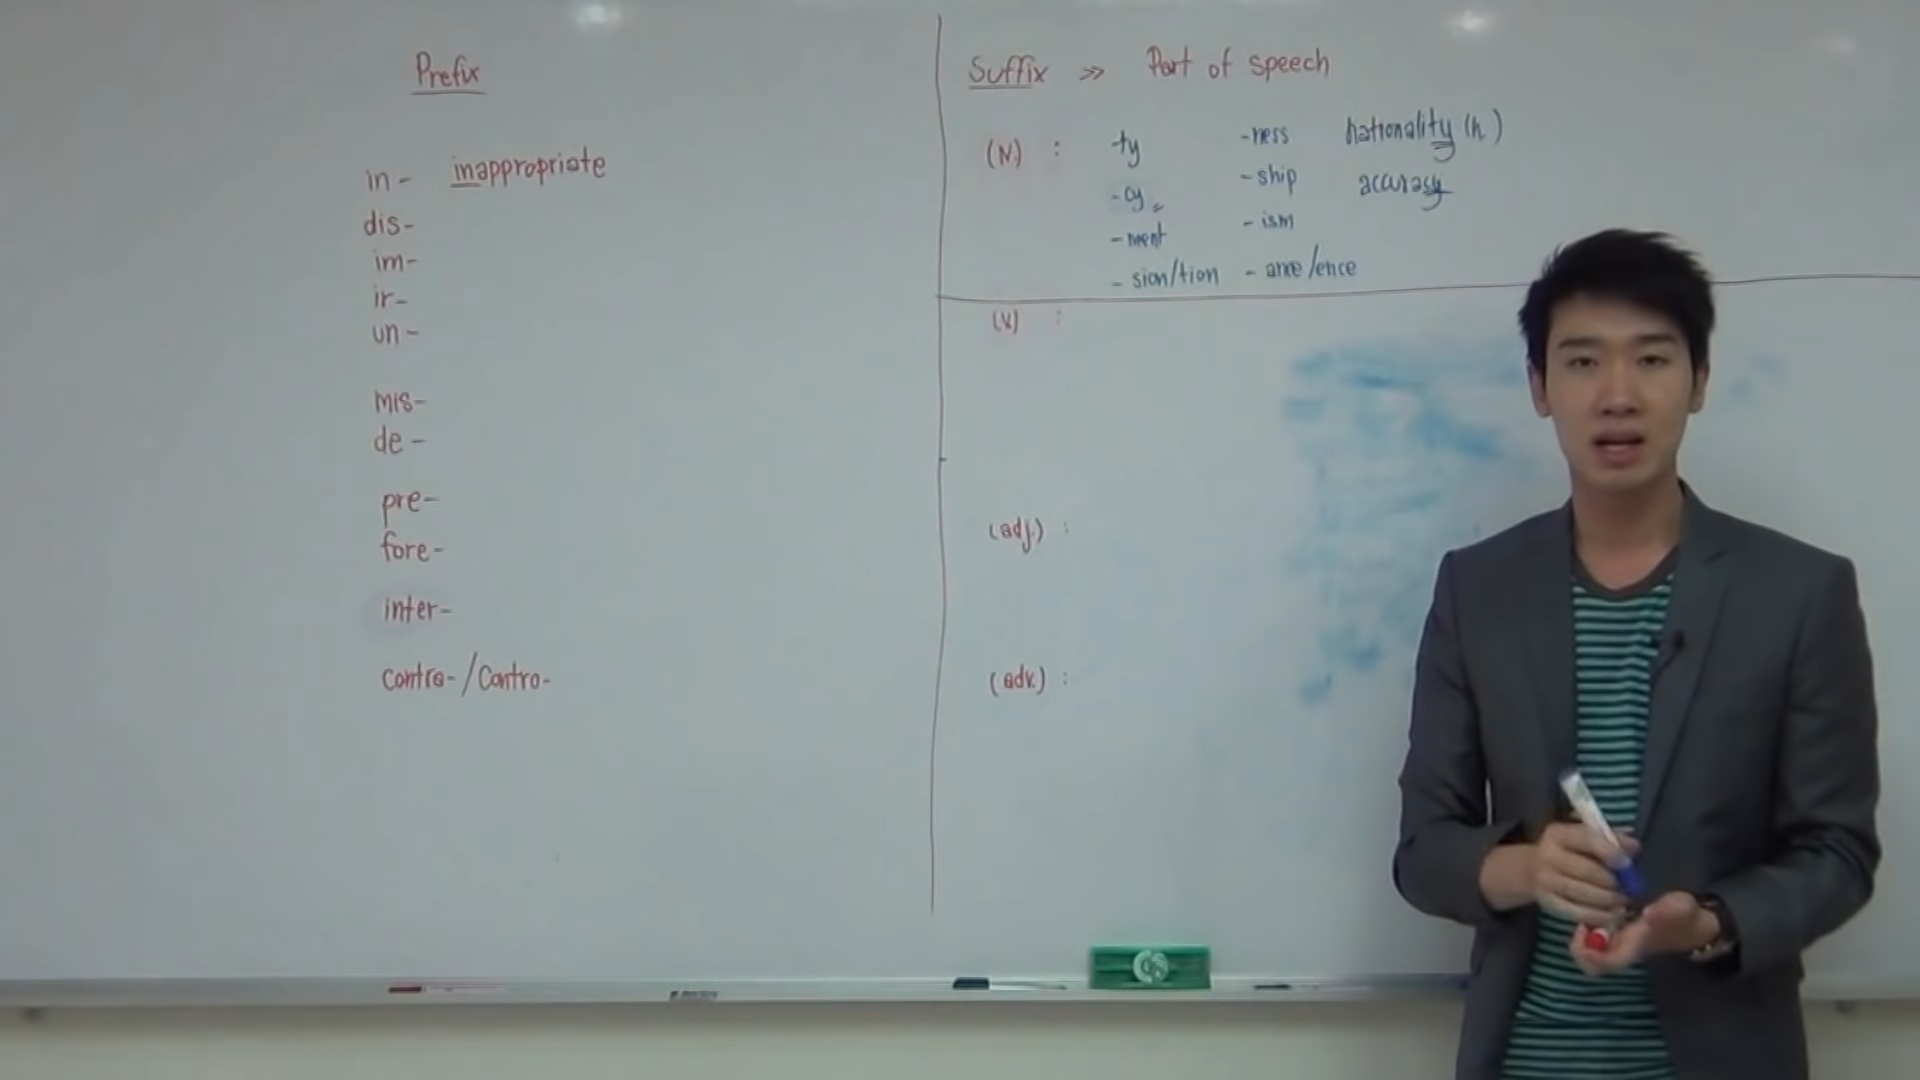 Prefix
in- inappropriate
dis-
im-
ir-
un-
mis-
de-
pre-
fore-
inter-
contra-/Contro-
Suffix >> Part of speech
(N.) : -ty -ness nationality (n)
-cy -ship accuracy
-ment -ism
-sion/tion -ance/ence
(V.) :
(adj.) :
(adv.) :